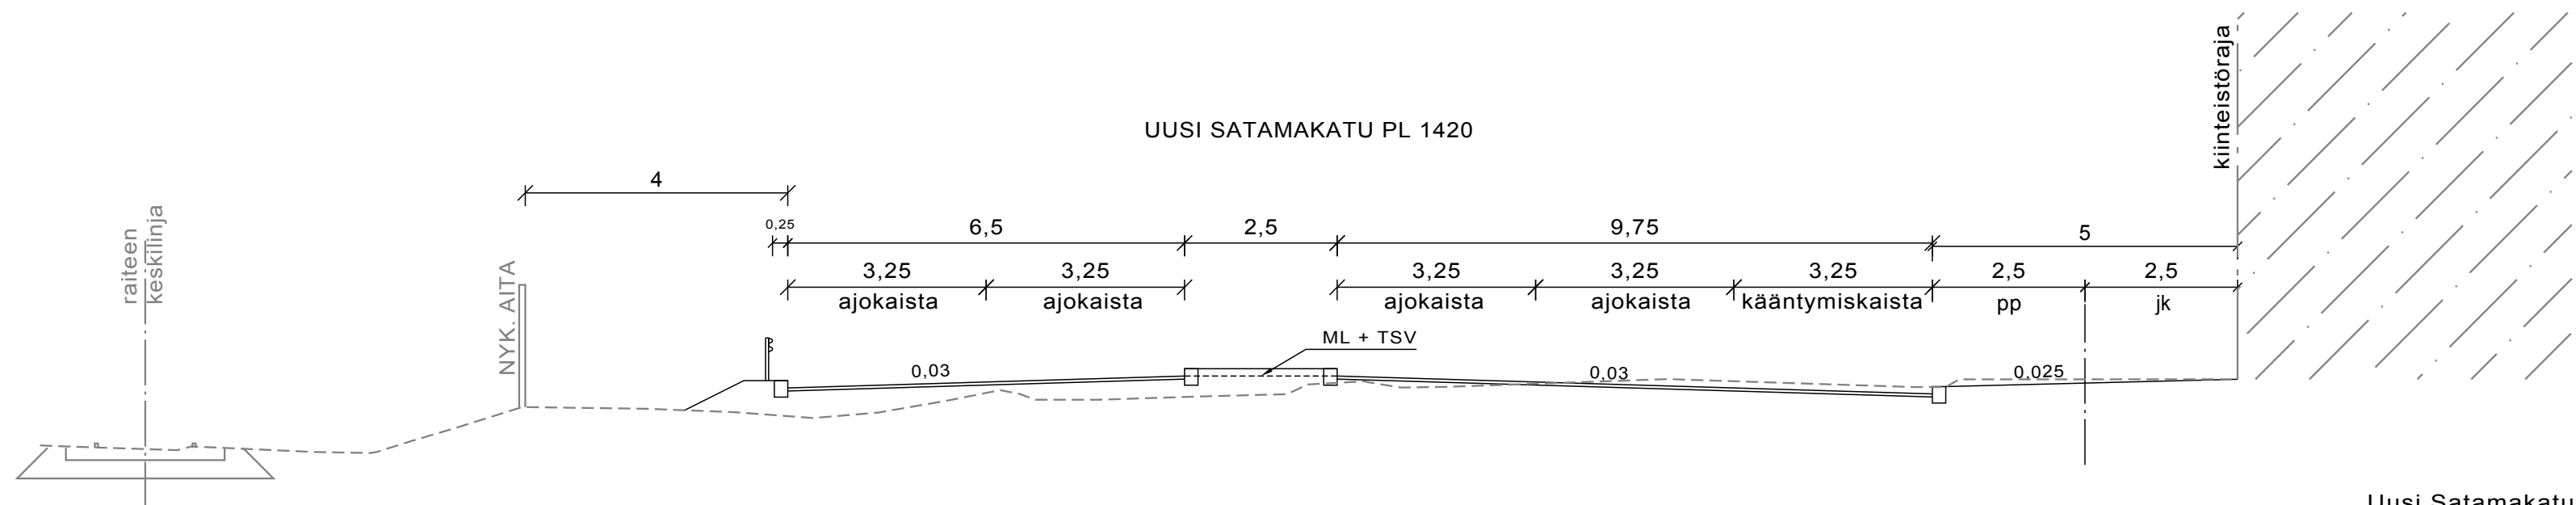 kiinteistöraja
UUSI SATAMAKATU PL 1420
4
raiteen
keskilinja
0,25
6,5
2,5
9,75
5
NYK. AITA
3,25
3,25
3,25
3,25
3,25
2,5
2,5
ajokaista
ajokaista
ajokaista
ajokaista
kääntymiskaista
pp
jk
ML + TSV
0,03
0,03
0,025
Uusi Satamakatu